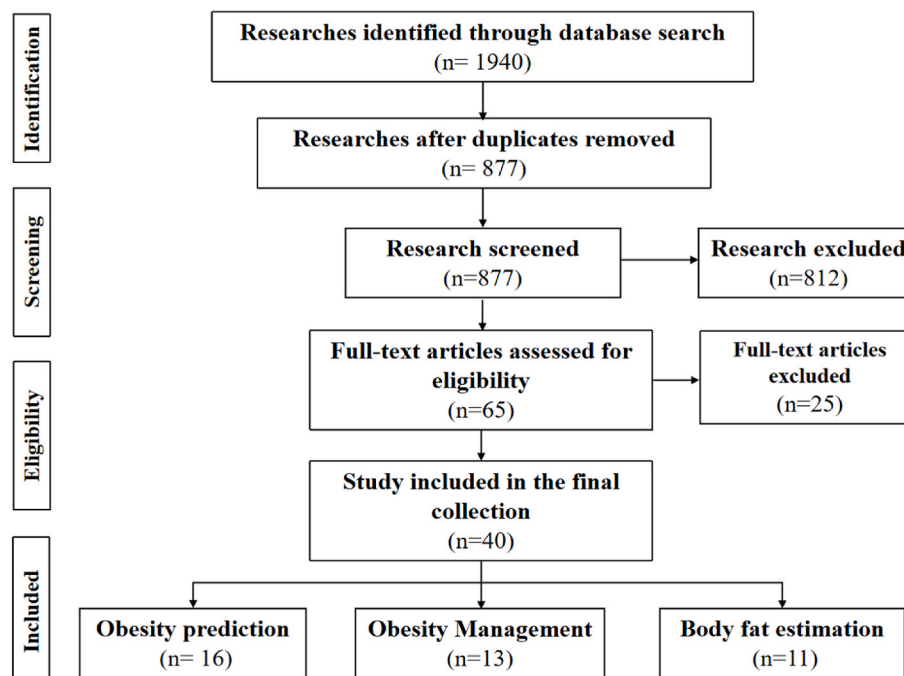 Identification
Researches identified through database search
(n= 1940)
Researches after duplicates removed
(n= 877)
Screening
Research screened
(n=877)
Research excluded
(n=812)
Eligibility
Full-text articles assessed for
eligibility
(n=65)
Full-text articles
excluded
(n=25)
Study included in the final
collection
(n=40)
Included
Obesity prediction
(n= 16)
Obesity Management
(n=13)
Body fat estimation
(n=11)